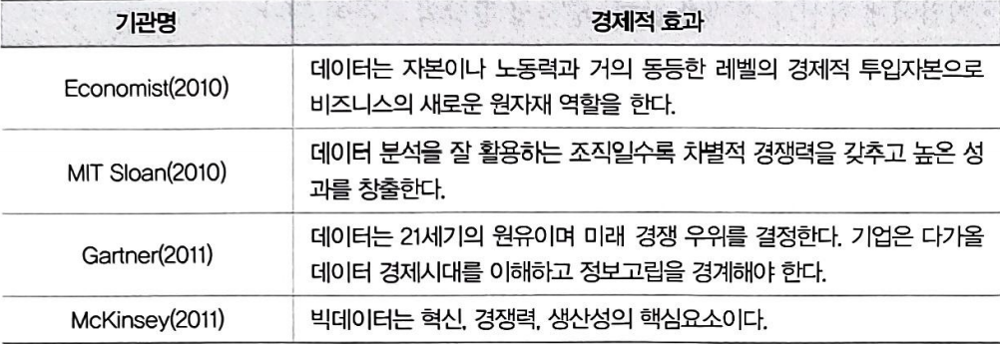 기관명 경제적 효과
Economist(2010)
데이터는 자본이나 노동력과 거의 동등한 레벨의 경제적 투입자본으로
비즈니스의 새로운 원자재 역할을 한다.
MIT Sloan(2010)
데이터 분석을 잘 활용하는 조직일수록 차별적 경쟁력을 갖추고 높은 성
과를 창출한다.
Gartner(2011)
데이터는 21세기의 원유이며 미래 경쟁 우위를 결정한다. 기업은 다가올
데이터 경제시대를 이해하고 정보고립을 경계해야 한다.
McKinsey(2011) 빅데이터는 혁신, 경쟁력, 생산성의 핵심요소이다.